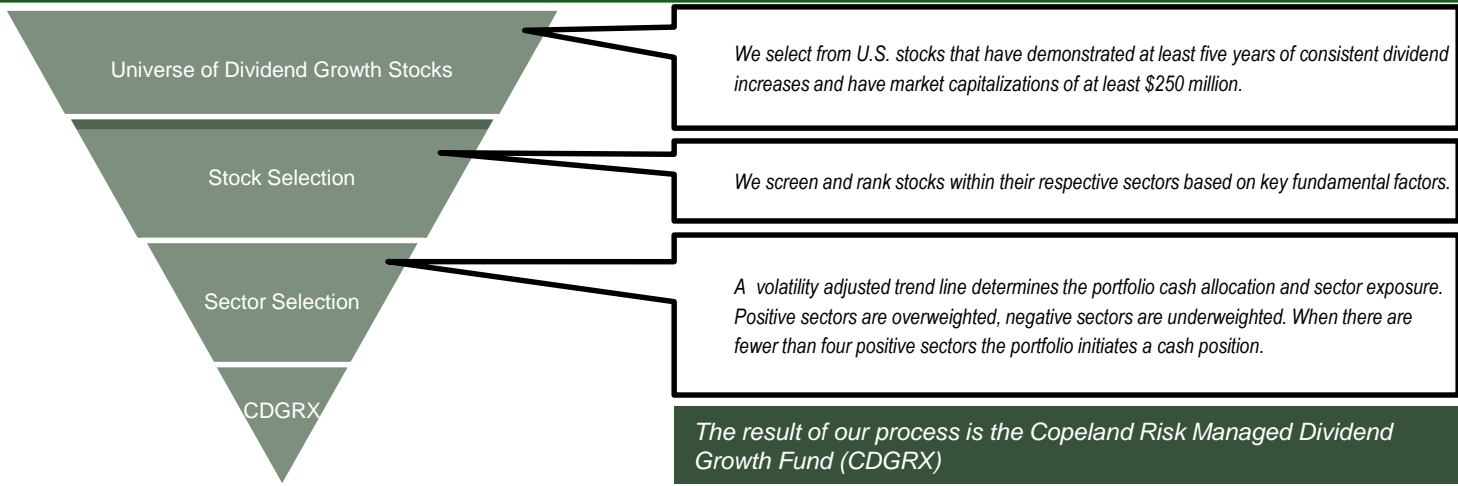 Universe of Dividend Growth Stocks
We select from U.S. stocks that have demonstrated at least five years of consistent dividend
increases and have market capitalizations of at least $250 million.
Stock Selection
We screen and rank stocks within their respective sectors based on key fundamental factors.
Sector Selection
A volatility adjusted trend line determines the portfolio cash allocation and sector exposure.
Positive sectors are overweighted, negative sectors are underweighted. When there are
fewer than four positive sectors the portfolio initiates a cash position.
CDGRX
The result of our process is the Copeland Risk Managed Dividend
Growth Fund (CDGRX)